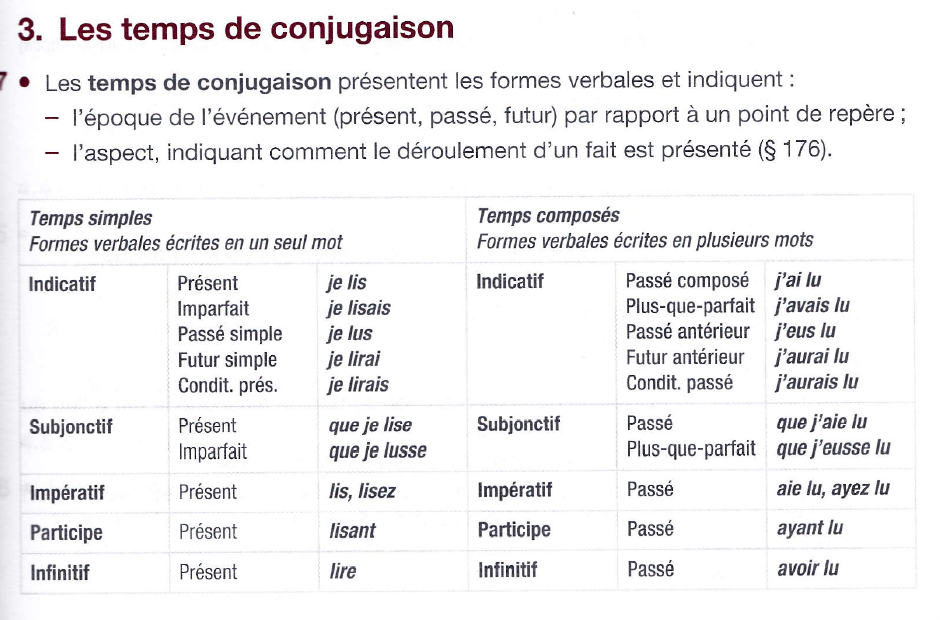 3. Les temps de conjugaison
7 • Les temps de conjugaison présentent les formes verbales et indiquent :
– l'époque de l'événement (présent, passé, futur) par rapport à un point de repère ;
– l'aspect, indiquant comment le déroulement d'un fait est présenté (§ 176).
Temps simples
Formes verbales écrites en un seul mot
Temps composés
Formes verbales écrites en plusieurs mots
Indicatif Présent je lis Indicatif Passé composé j'ai lu
Imparfait je lisais Plus-que-parfait j'avais lu
Passé simple je lus Passé antérieur j'eus lu
Futur simple je lirai Futur antérieur j'aurai lu
Condit. prés. je lirais Condit. passé j'aurais lu
Subjonctif Présent que je lise Subjonctif Passé que j'aie lu
Imparfait que je lusse Plus-que-parfait que j'eusse lu
Impératif Présent lis, lisez Impératif Passé aie lu, ayez lu
Participe Présent lisant Participe Passé ayant lu
Infinitif Présent lire Infinitif Passé avoir lu